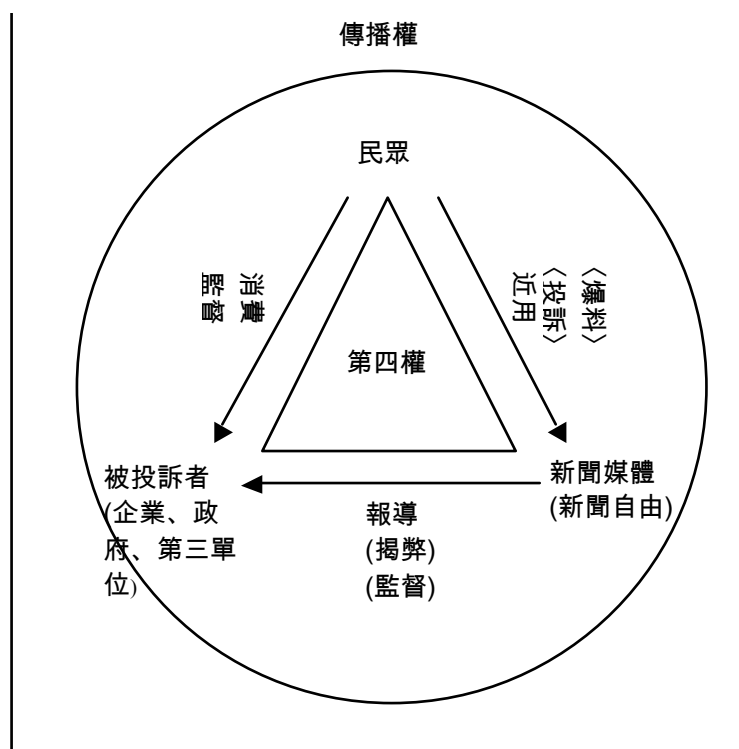 傳播權
民眾
消費
監督
〈爆料〉
〈投訴〉
近用
第四權
被投訴者
(企業、政
府、第三單
位)
新聞媒體
(新聞自由)
報導
(揭弊)
(監督)